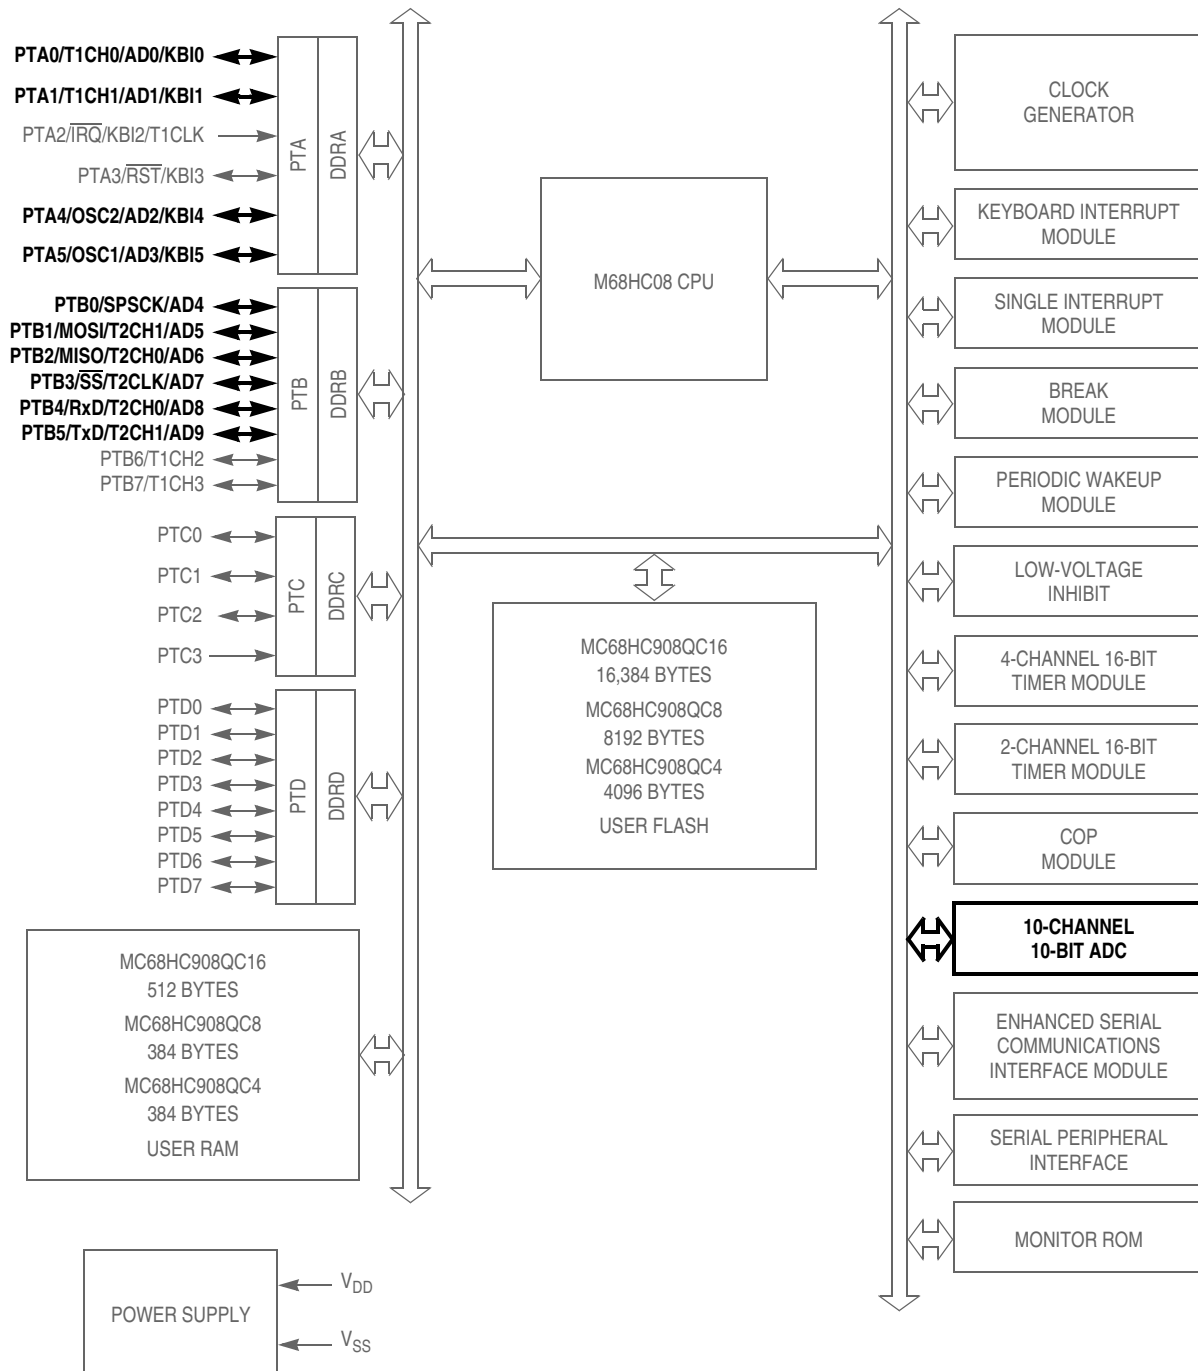 PTA0/T1CH0/AD0/KBI0
PTA1/T1CH1/AD1/KBI1
PTA2/IRQ/KBI2/T1CLK
PTA3/RST/KBI3
PTA4/OSC2/AD2/KBI4
PTA5/OSC1/AD3/KBI5
PTA
DDRA
PTB0/SPSCK/AD4
PTB1/MOSI/T2CH1/AD5
PTB2/MISO/T2CH0/AD6
PTB3/SS/T2CLK/AD7
PTB4/RxD/T2CH0/AD8
PTB5/TxD/T2CH1/AD9
PTB6/T1CH2
PTB7/T1CH3
PTB
DDRB
PTC0
PTC1
PTC2
PTC3
PTC
DDRC
PTD0
PTD1
PTD2
PTD3
PTD4
PTD5
PTD6
PTD7
PTD
DDRD
MC68HC908QC16
512 BYTES
MC68HC908QC8
384 BYTES
MC68HC908QC4
384 BYTES
USER RAM
POWER SUPPLY
VDD
VSS
M68HC08 CPU
MC68HC908QC16
16,384 BYTES
MC68HC908QC8
8192 BYTES
MC68HC908QC4
4096 BYTES
USER FLASH
CLOCK
GENERATOR
KEYBOARD INTERRUPT
MODULE
SINGLE INTERRUPT
MODULE
BREAK
MODULE
PERIODIC WAKEUP
MODULE
LOW-VOLTAGE
INHIBIT
4-CHANNEL 16-BIT
TIMER MODULE
2-CHANNEL 16-BIT
TIMER MODULE
COP
MODULE
10-CHANNEL
10-BIT ADC
ENHANCED SERIAL
COMMUNICATIONS
INTERFACE MODULE
SERIAL PERIPHERAL
INTERFACE
MONITOR ROM